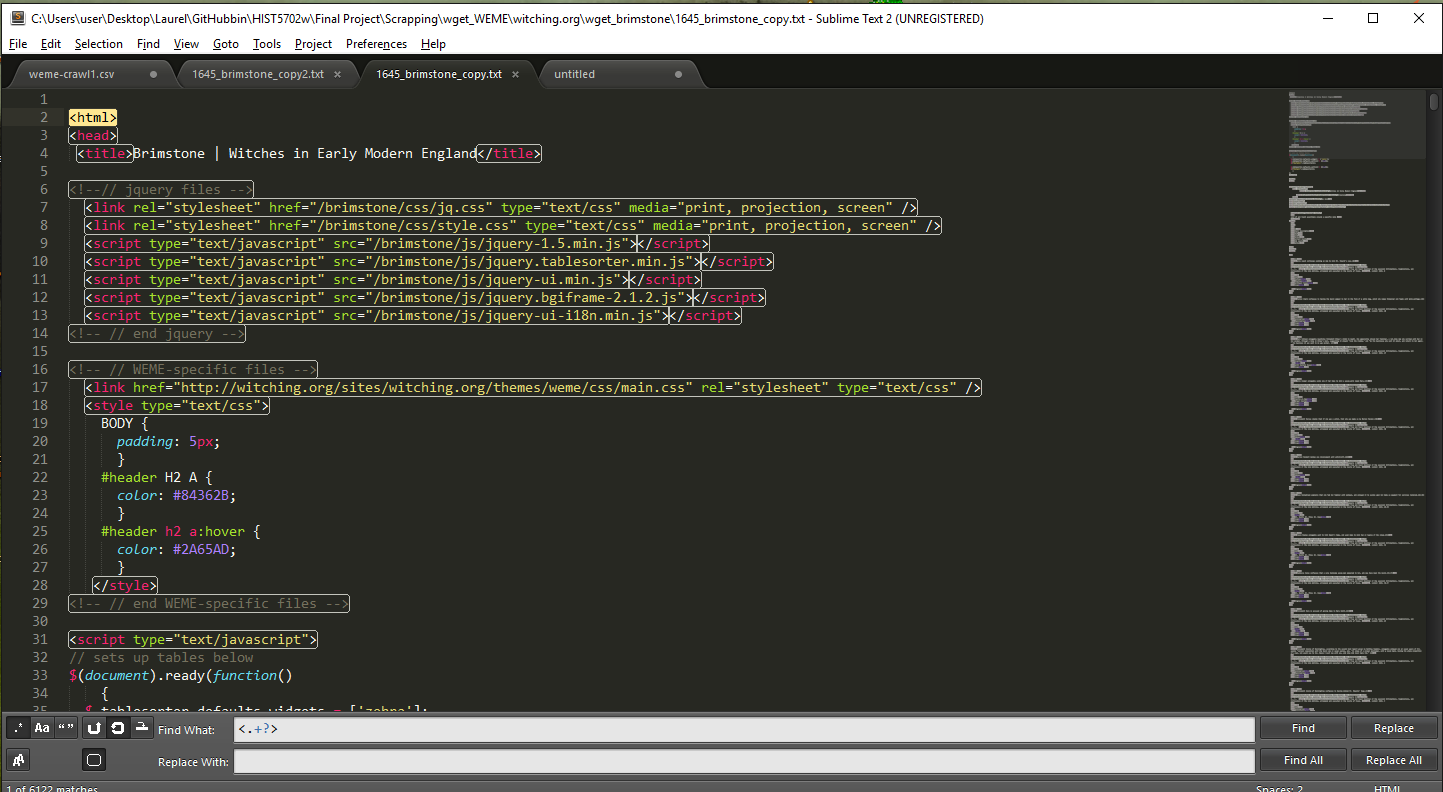 C:\Users\user\Desktop\Laurel\GitHubbin\HIST5702w\Final Project\Scrapping\wget_WEME\witching.org\wget_brimstone\1645_brimstone_copy.txt - Sublime Text 2 (UNREGISTERED)
File Edit Selection Find View Goto Tools Project Preferences Help
weme-crawl1.csv 1645_brimstone_copy2.txt × 1645_brimstone_copy.txt × untitled
1
2 <html>
3 <head>
4 <title>Brimstone | Witches in Early Modern England</title>
5
6 <!--// jquery files -->
7 <link rel="stylesheet" href="/brimstone/css/jq.css" type="text/css" media="print, projection, screen" />
8 <link rel="stylesheet" href="/brimstone/css/style.css" type="text/css" media="print, projection, screen" />
9 <script type="text/javascript" src="/brimstone/js/jquery-1.5.min.js"></script>
10 <script type="text/javascript" src="/brimstone/js/jquery.tablesorter.min.js"></script>
11 <script type="text/javascript" src="/brimstone/js/jquery-ui.min.js"></script>
12 <script type="text/javascript" src="/brimstone/js/jquery.bgiframe-2.1.2.js"></script>
13 <script type="text/javascript" src="/brimstone/js/jquery-ui-i18n.min.js"></script>
14 <!-- // end jquery -->
15
16 <!-- // WEME-specific files -->
17 <link href="http://witching.org/sites/witching.org/themes/weme/css/main.css" rel="stylesheet" type="text/css" />
18 <style type="text/css">
19 BODY {
20 padding: 5px;
21 }
22 #header H2 A {
23 color: #84362B;
24 }
25 #header h2 a:hover {
26 color: #2A65AD;
27 }
28 </style>
29 <!-- // end WEME-specific files -->
30
31 <script type="text/javascript">
32 // sets up tables below
33 $(document).ready(function()
34 {
35 $.tablesorter.defaults.widgets = ['zebra'];
.* Aa “” Find What: <.+?> Find Replace
Replace With: Find All Replace All
1 of 6122 matches Spaces: 2 HTML